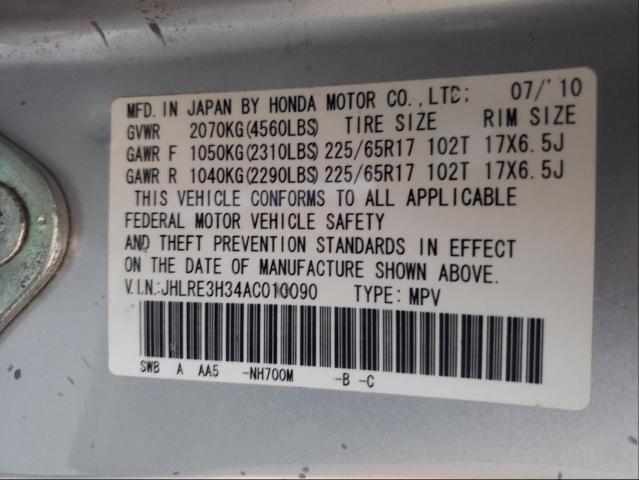 MFD. IN JAPAN BY HONDA MOTOR CO., LTD; 07/'10
GVWR 2070KG(4560LBS) TIRE SIZE RIM SIZE
GAWR F 1050KG(2310LBS) 225/65R17 102T 17X6.5J
GAWR R 1040KG(2290LBS) 225/65R17 102T 17X6.5J
THIS VEHICLE CONFORMS TO ALL APPLICABLE
FEDERAL MOTOR VEHICLE SAFETY
AND THEFT PREVENTION STANDARDS IN EFFECT
ON THE DATE OF MANUFACTURE SHOWN ABOVE.
V.I.N:JHLRE3H34AC010090 TYPE: MPV
SWB A AA5 -NH700M -B -C